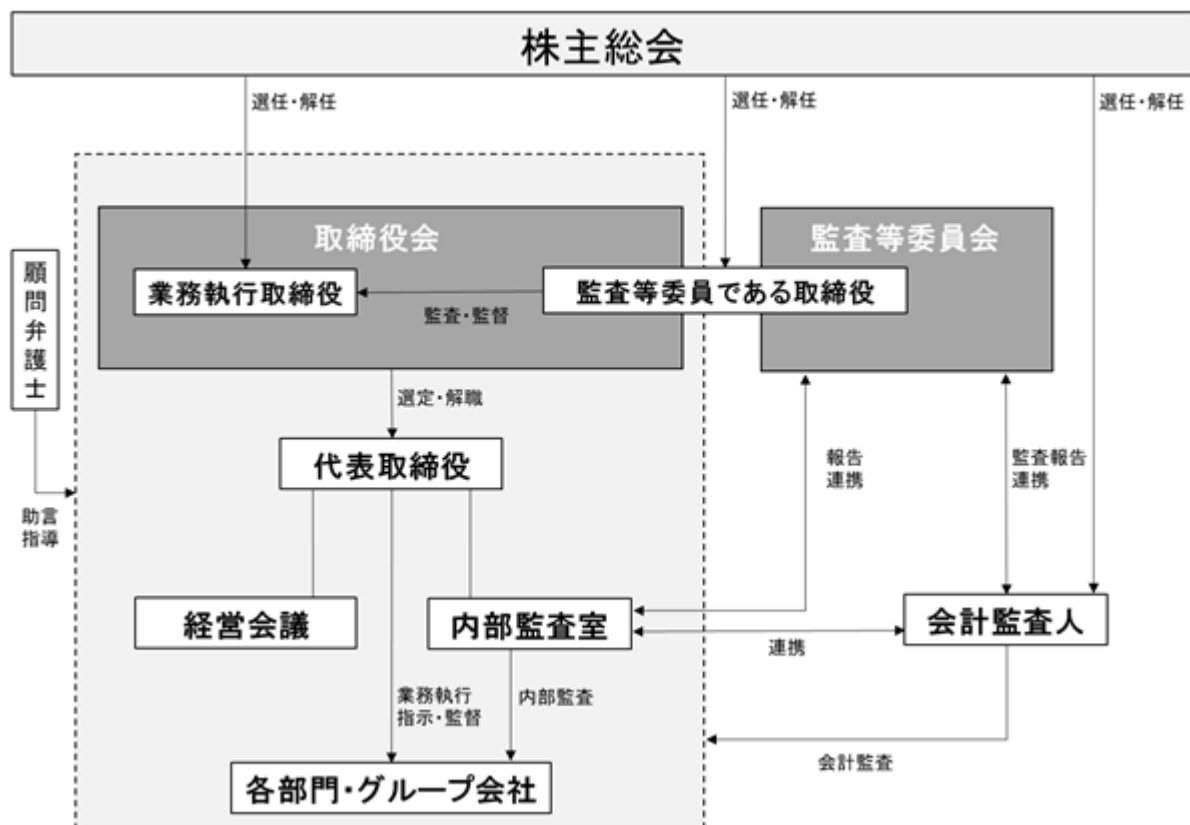 株主総会
選任・解任
選任・解任
選任・解任
取締役会
監査等委員会
業務執行取締役
監査等委員である取締役
監査・監督
顧問弁護士
選定・解職
代表取締役
報告
連携
監査報告
連携
助言
指導
経営会議
内部監査室
会計監査人
連携
業務執行
指示・監督
内部監査
会計監査
各部門・グループ会社